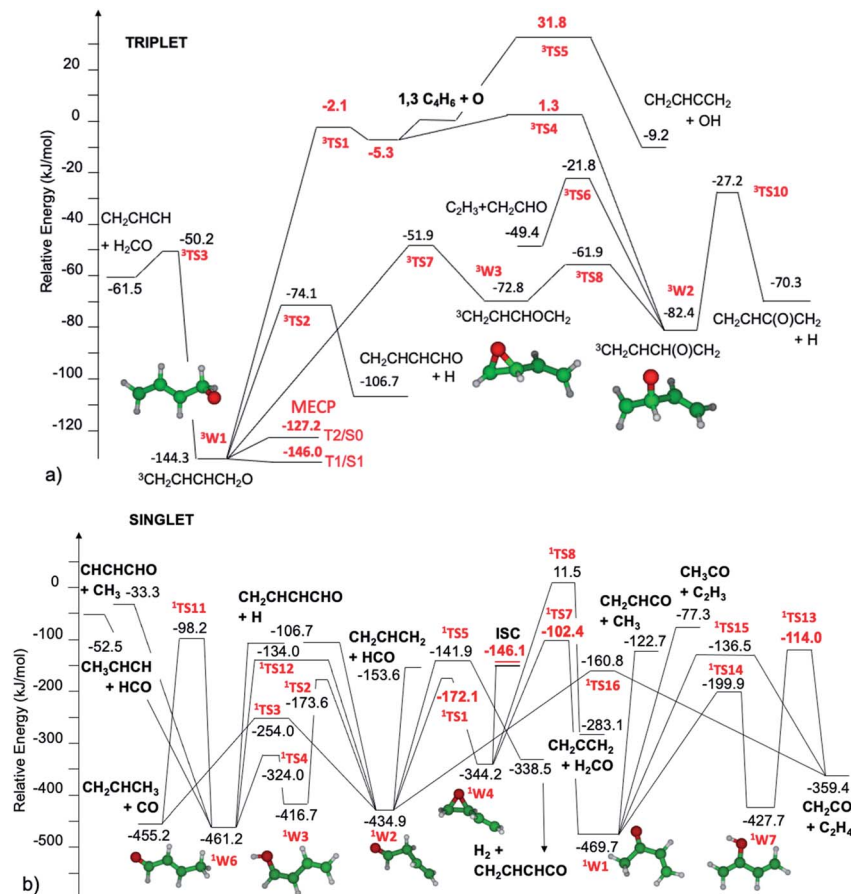 TRIPLET
Relative Energy (kJ/mol)
20
0
-20
-40
-60
-80
-100
-120
31.8
³TS5
-2.1
³TS1
-5.3
1,3 C₄H₆ + O
1.3
³TS4
CH₂CHCCH₂
+ OH
-9.2
-21.8
³TS6
C₂H₃+CH₂CHO
-49.4
-27.2
³TS10
CH₂CHCH
+ H₂CO
-61.5
-50.2
³TS3
-51.9
³TS7
³W3
-72.8
³CH₂CHCHOCH₂
-61.9
³TS8
³W2
-82.4
³CH₂CHCH(O)CH₂
-70.3
CH₂CHC(O)CH₂
+ H
-74.1
³TS2
CH₂CHCHCHO
+ H
-106.7
MECP
-127.2
T2/S0
-146.0
T1/S1
³W1
-144.3
³CH₂CHCHCH₂O
a)
SINGLET
Relative Energy (kJ/mol)
0
-100
-200
-300
-400
-500
CHCHCHO
+ CH₃
-33.3
-52.5
CH₃CHCH
+ HCO
¹TS11
-98.2
CH₂CHCHCHO
+ H
-106.7
-134.0
¹TS12
¹TS2
-173.6
¹TS3
-254.0
¹TS4
-324.0
-416.7
CH₂CHCH₃
+ CO
-455.2
-461.2
¹W6
¹W3
-434.9
¹W2
CH₂CHCH₂
+ HCO
-153.6
¹TS5
-141.9
-172.1
¹TS1
ISC
-146.1
-344.2
¹W4
-338.5
H₂ +
CH₂CHCHCO
¹TS8
11.5
¹TS7
-102.4
-283.1
CH₂CCH₂
+ H₂CO
CH₂CHCO
+ CH₃
-122.7
-160.8
¹TS16
CH₃CO
+ C₂H₃
-77.3
¹TS15
-136.5
¹TS14
-199.9
¹TS13
-114.0
-469.7
¹W1
-427.7
¹W7
-359.4
CH₂CO
+ C₂H₄
b)